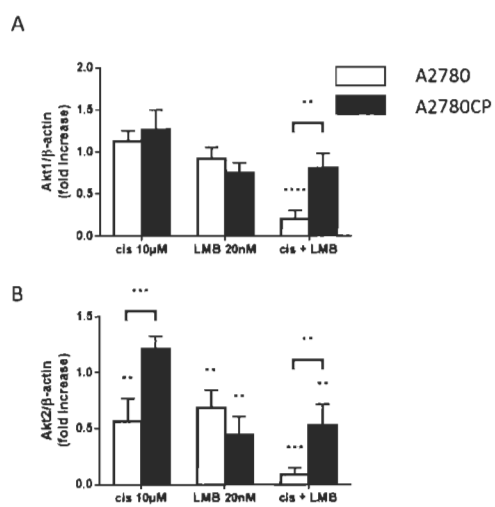 A
A2780
A2780CP
Akt1/β-actin
(fold increase)
2.0
1.5
1.0
0.5
0.0
**
****
cis 10µM
LMB 20nM
cis + LMB
B
Akt2/β-actin
(fold increase)
1.5
1.0
0.5
0.0
***
**
**
**
**
**
***
cis 10µM
LMB 20nM
cis + LMB